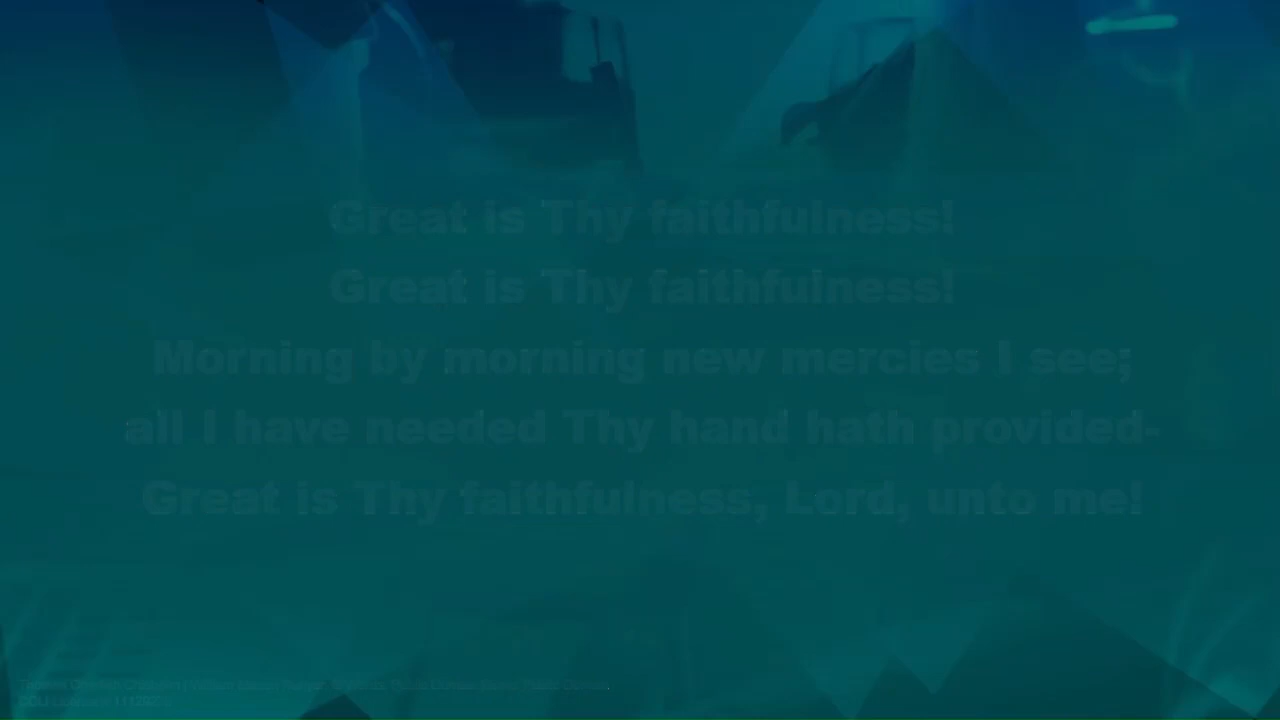 Great is Thy faithfulness!
Great is Thy faithfulness!
Morning by morning new mercies I see;
all I have needed Thy hand hath provided-
Great is Thy faithfulness, Lord, unto me!